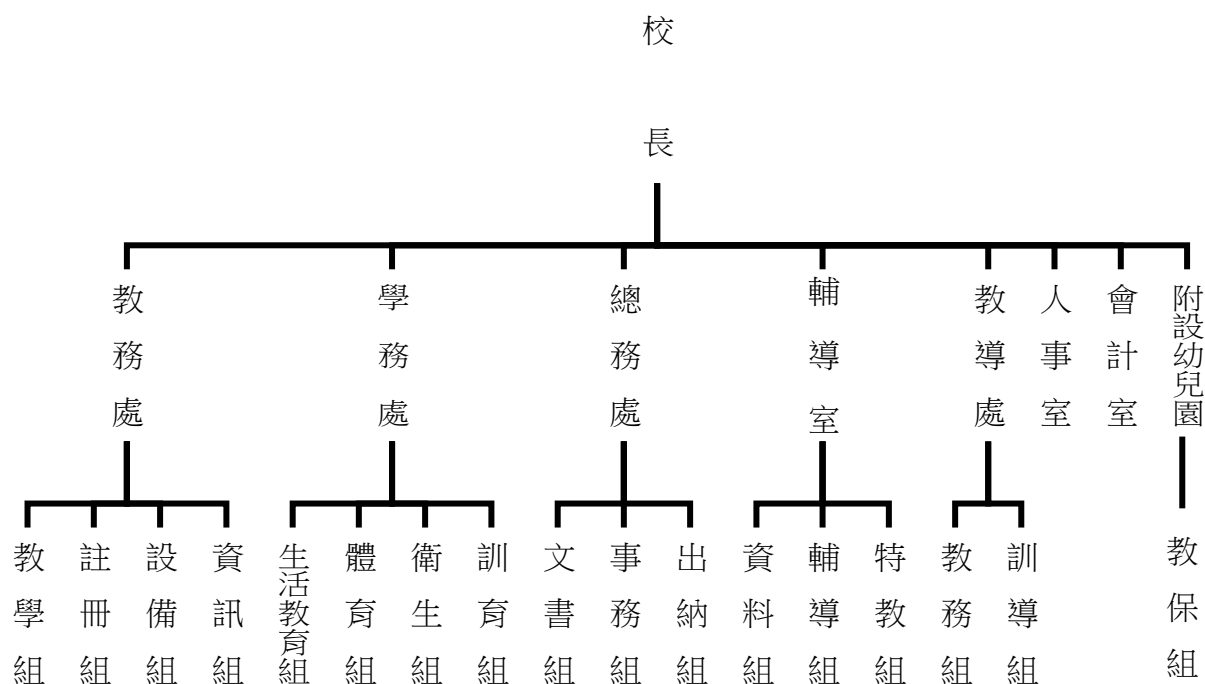 校長
教務處
學務處
總務處
輔導室
教導處
人事室
會計室
附設幼兒園
教學組
註冊組
設備組
資訊組
生活教育組
體育組
衛生組
訓育組
文書組
事務組
出納組
資料組
輔導組
特教組
教務組
訓導組
教保組